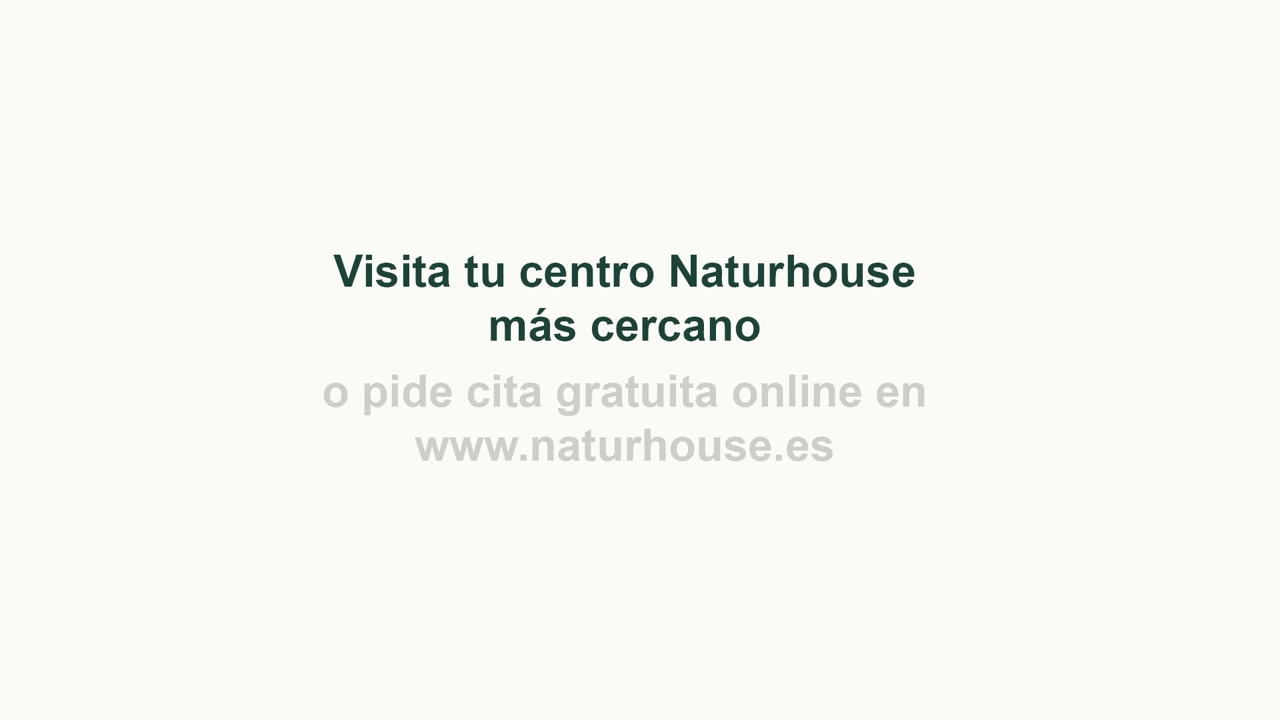 Visita tu centro Naturhouse
más cercano
o pide cita gratuita online en
www.naturhouse.es